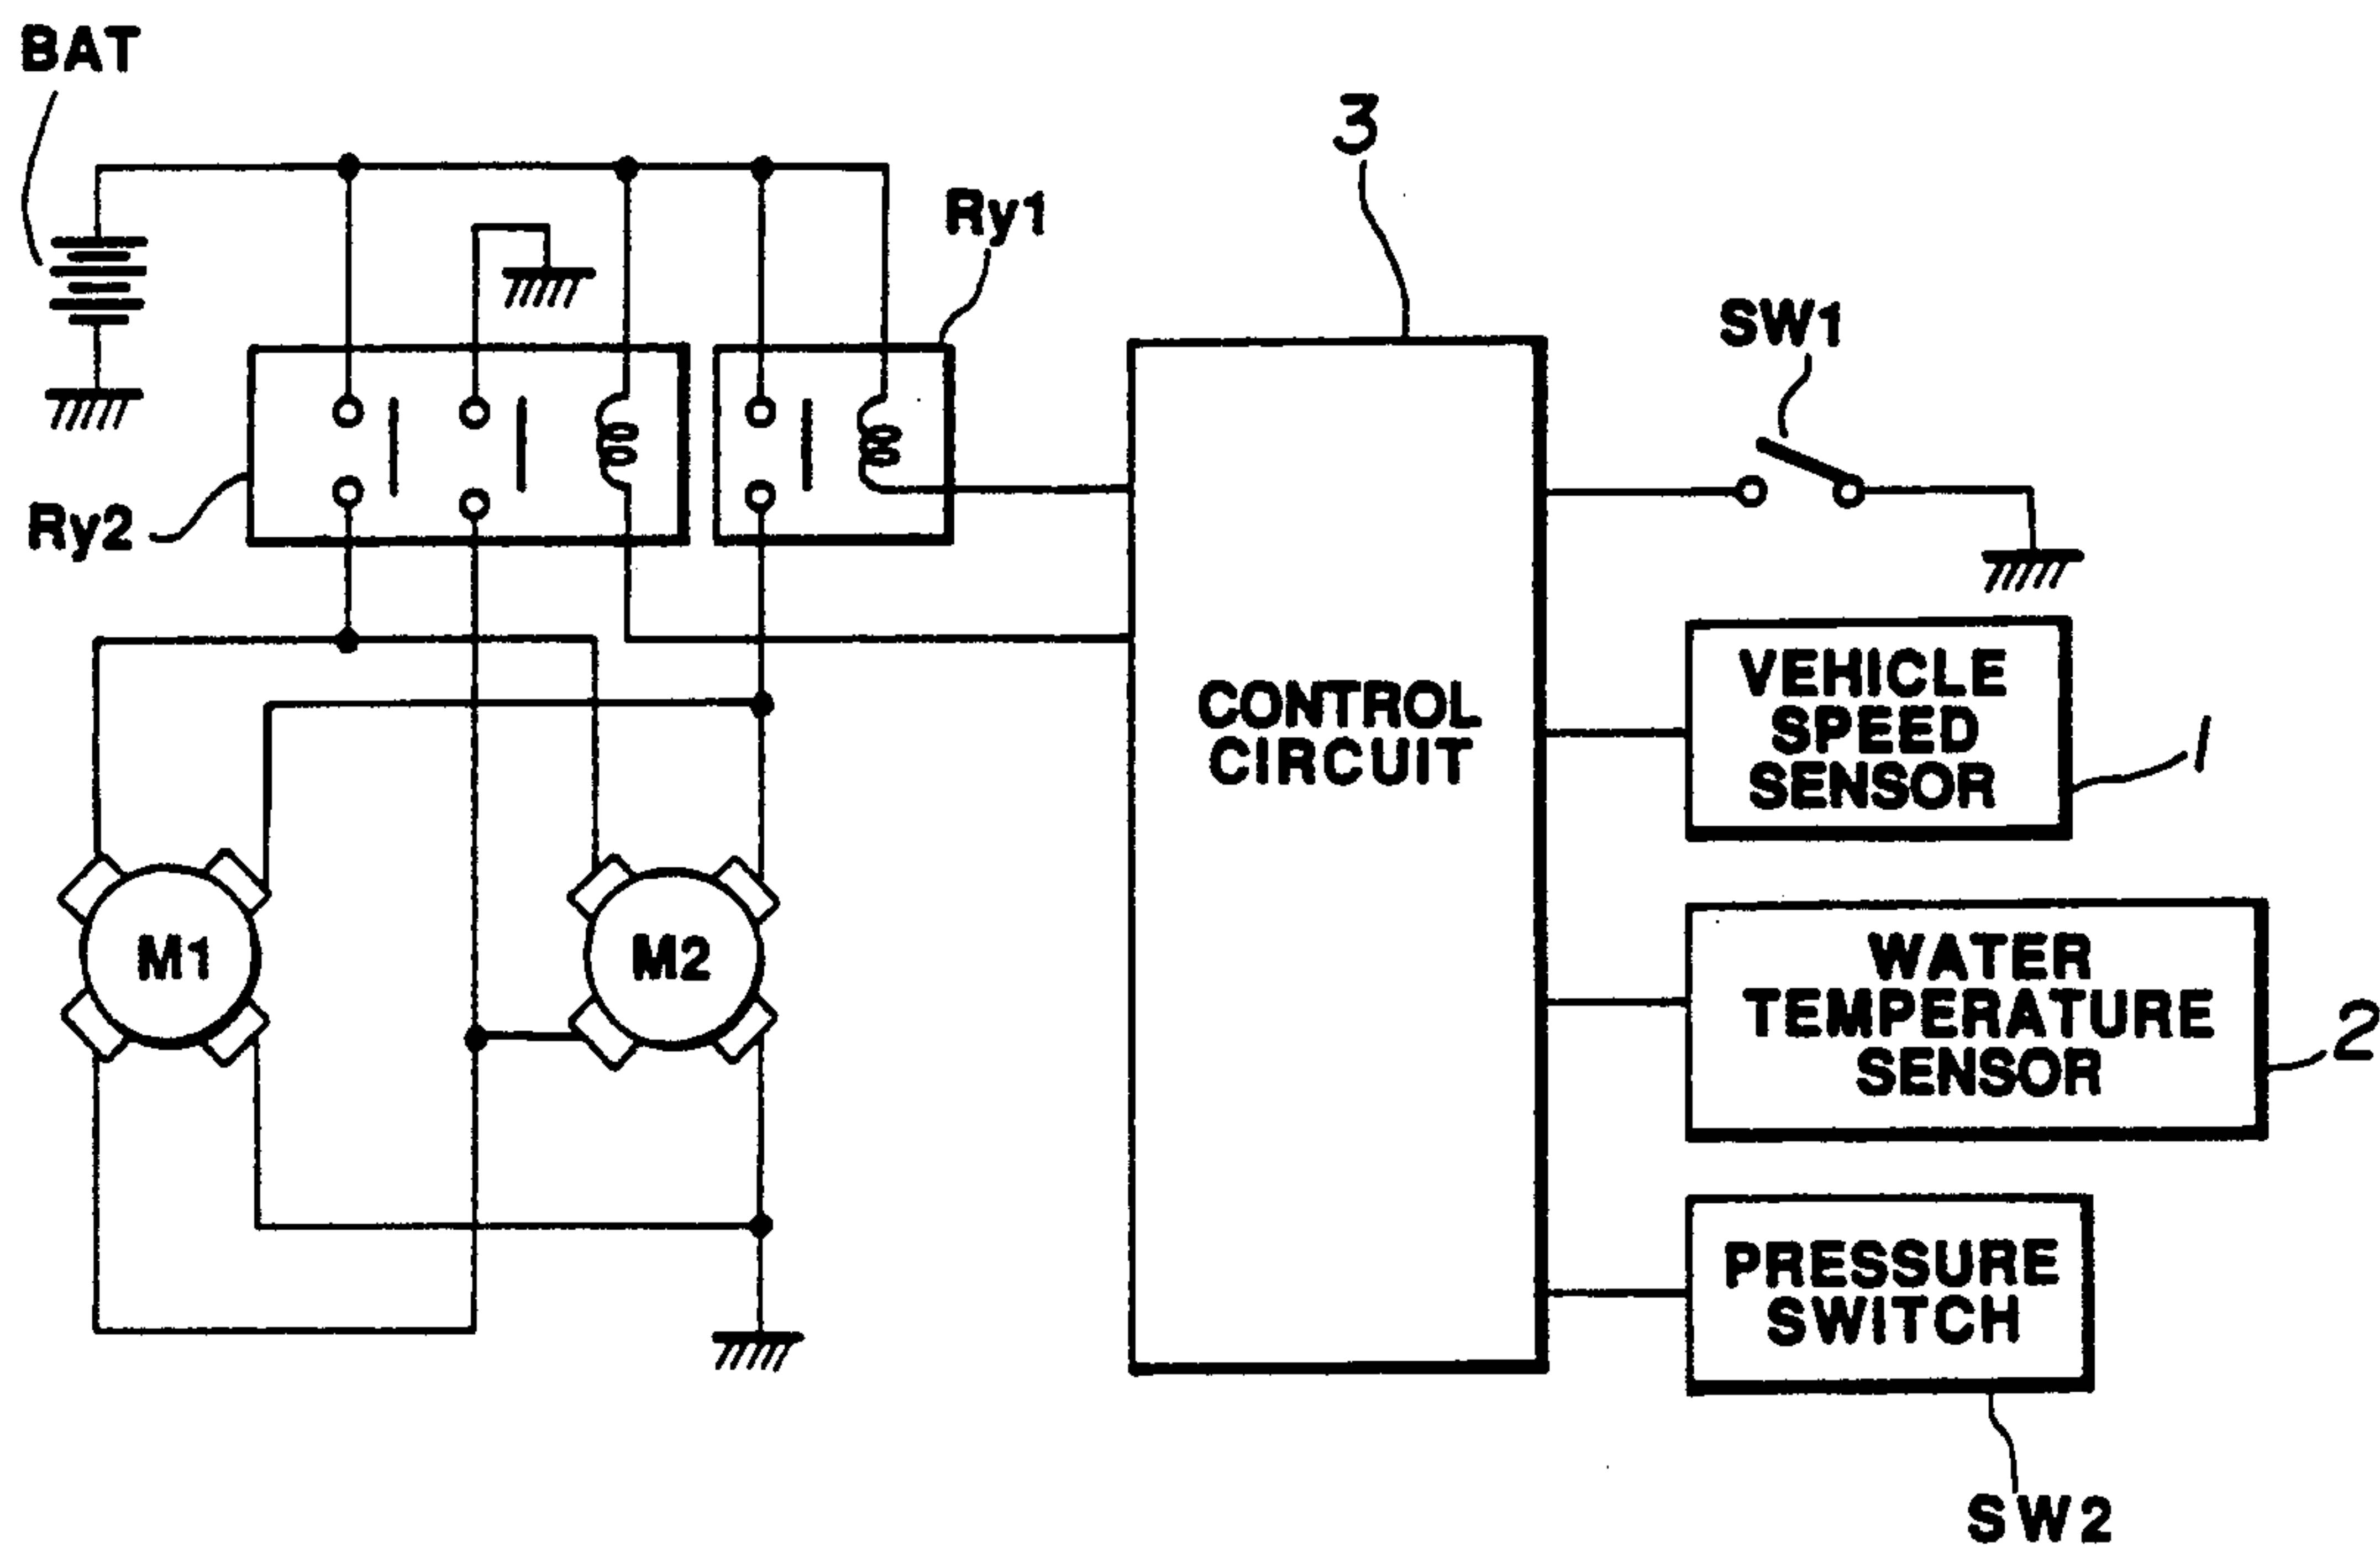 BAT
3
Ry1
SW1
Ry2
CONTROL
CIRCUIT
VEHICLE
SPEED
SENSOR
1
M1
M2
WATER
TEMPERATURE
SENSOR
2
PRESSURE
SWITCH
SW2